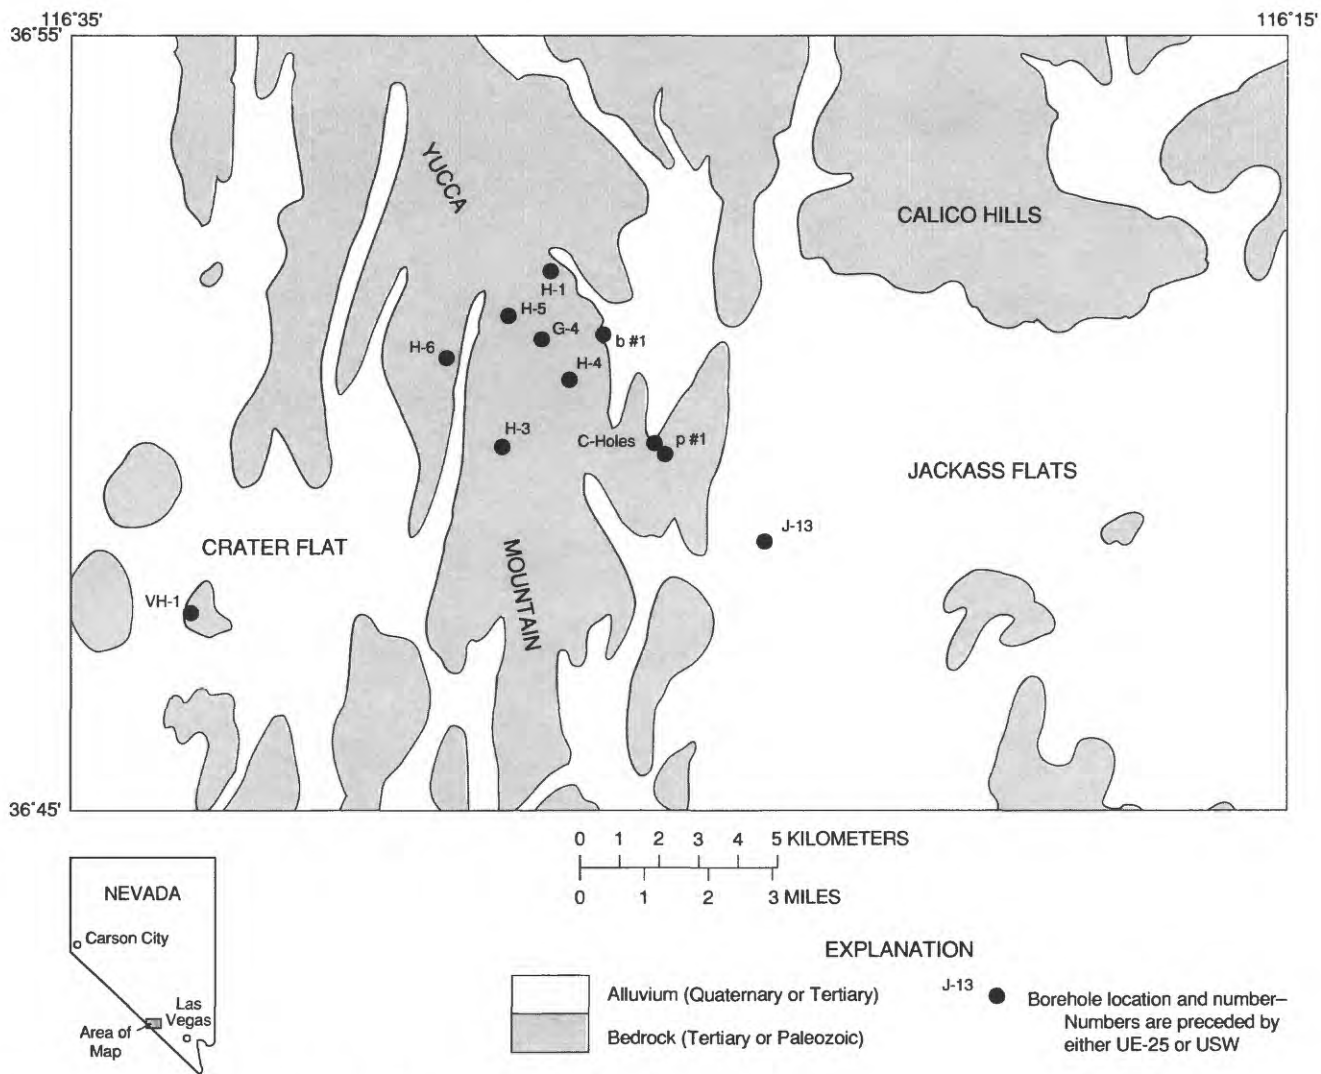 116°35'
116°15'
36°55'
YUCCA
CALICO HILLS
H-1
H-5
G-4
b #1
H-6
H-4
H-3
C-Holes
p #1
JACKASS FLATS
J-13
CRATER FLAT
MOUNTAIN
VH-1
36°45'
0 1 2 3 4 5 KILOMETERS
0 1 2 3 MILES
NEVADA
Carson City
Las
Vegas
Area of
Map
EXPLANATION
Alluvium (Quaternary or Tertiary)
Bedrock (Tertiary or Paleozoic)
J-13
Borehole location and number–
Numbers are preceded by
either UE-25 or USW